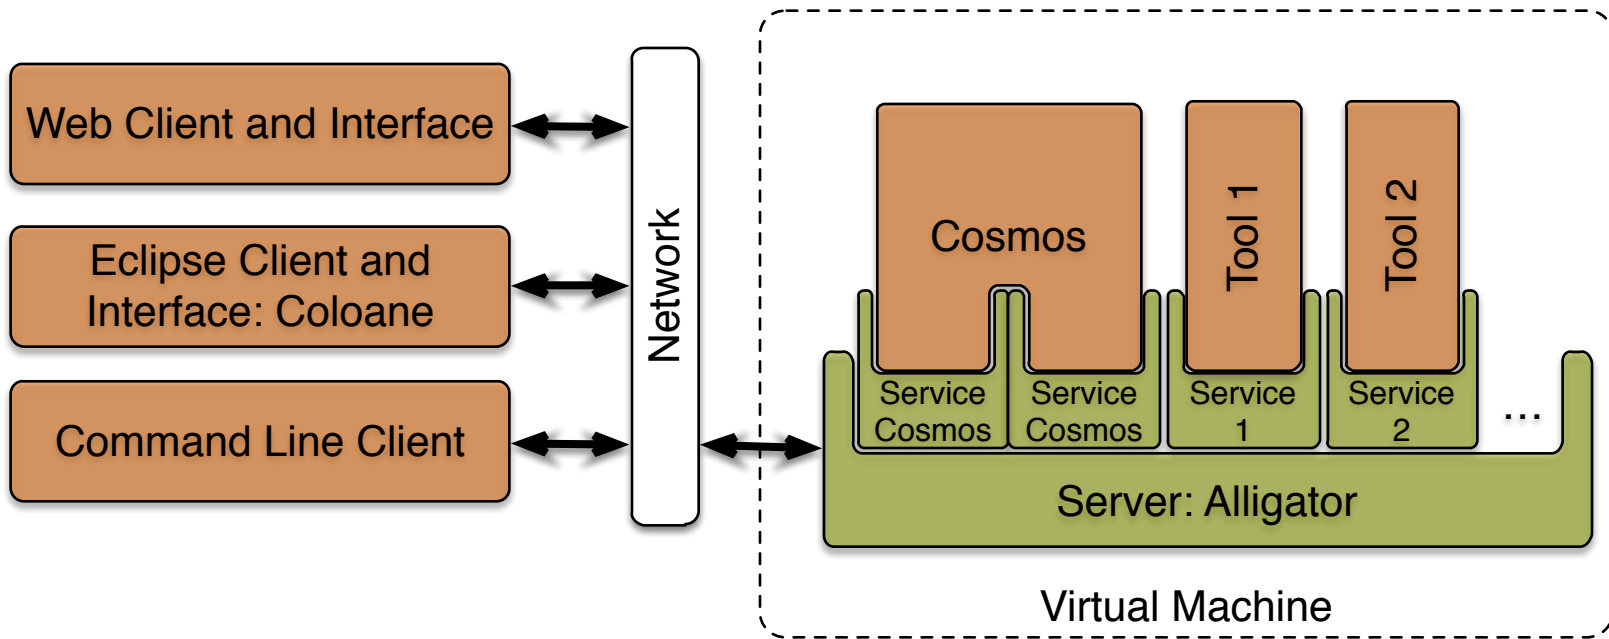 Web Client and Interface
Eclipse Client and
Interface: Coloane
Command Line Client
Network
Cosmos
Tool 1
Tool 2
Service
Cosmos
Service
Cosmos
Service
1
Service
2
...
Server: Alligator
Virtual Machine